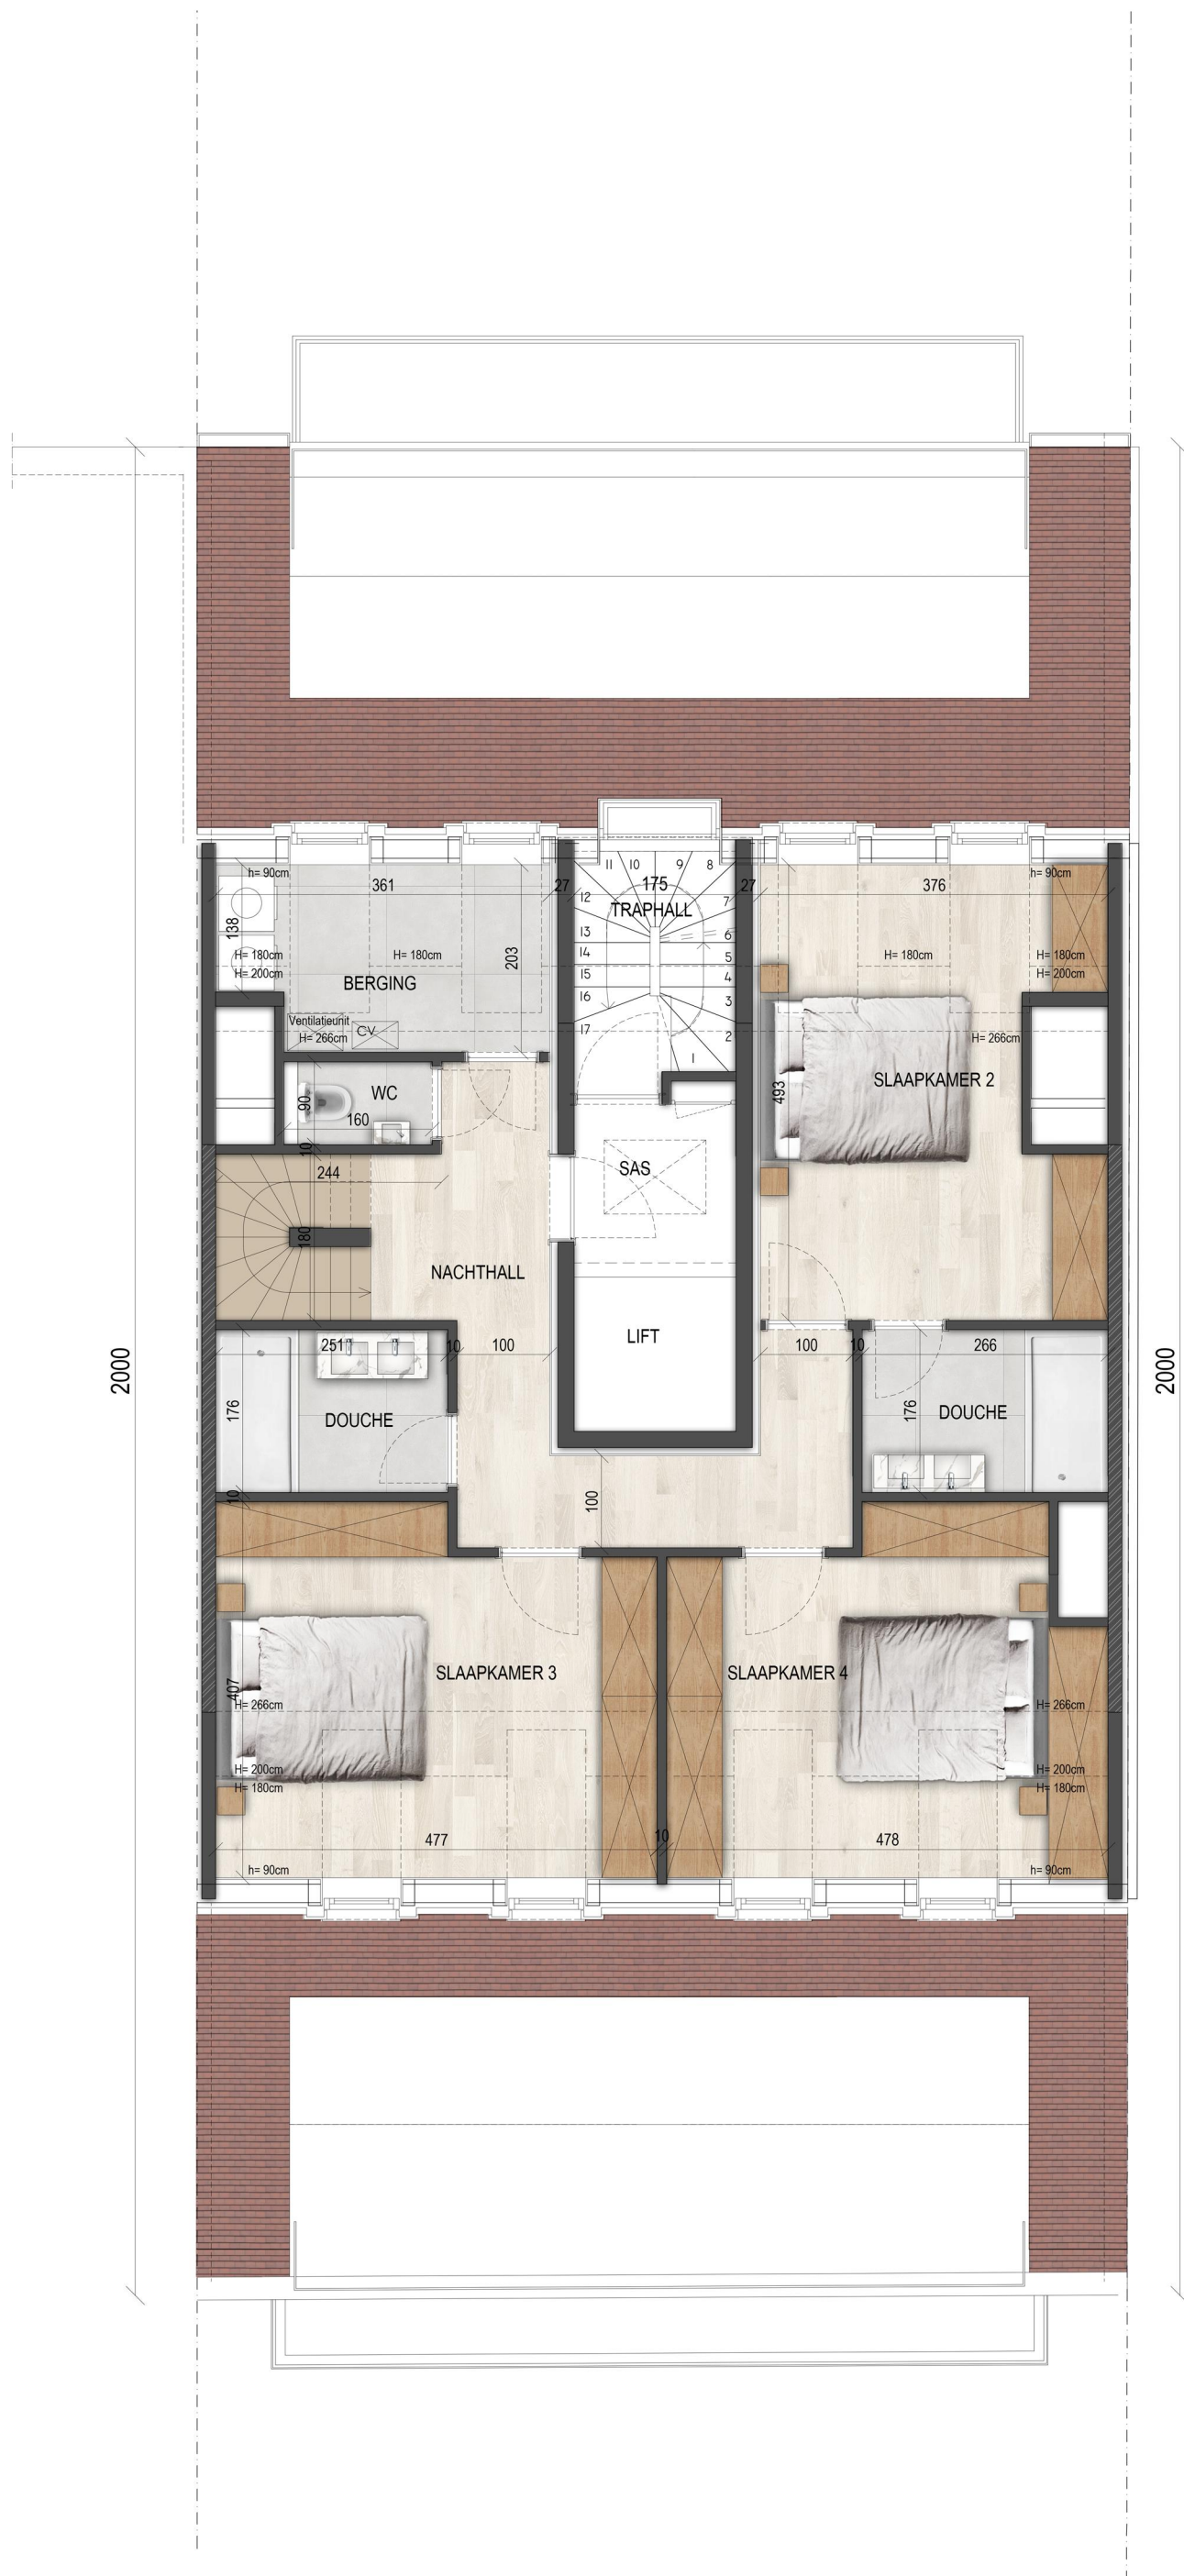 h= 90cm
361
27
175
27
376
h= 90cm
11 10 9 8
12
7
TRAPHALL
138
13
6
H= 180cm
H= 180cm
203
14
5
H= 180cm
H= 180cm
H= 200cm
15
4
H= 200cm
BERGING
16
3
Ventilatieunit
CV
17
2
H= 266cm
H= 266cm
1
SLAAPKAMER 2
493
WC
90
160
10
SAS
244
180
NACHTHALL
LIFT
251
10
100
100
10
266
2000
2000
176
DOUCHE
176
DOUCHE
10
100
SLAAPKAMER 3
SLAAPKAMER 4
407
H= 266cm
H= 266cm
H= 200cm
H= 200cm
H= 180cm
H= 180cm
477
10
478
h= 90cm
h= 90cm